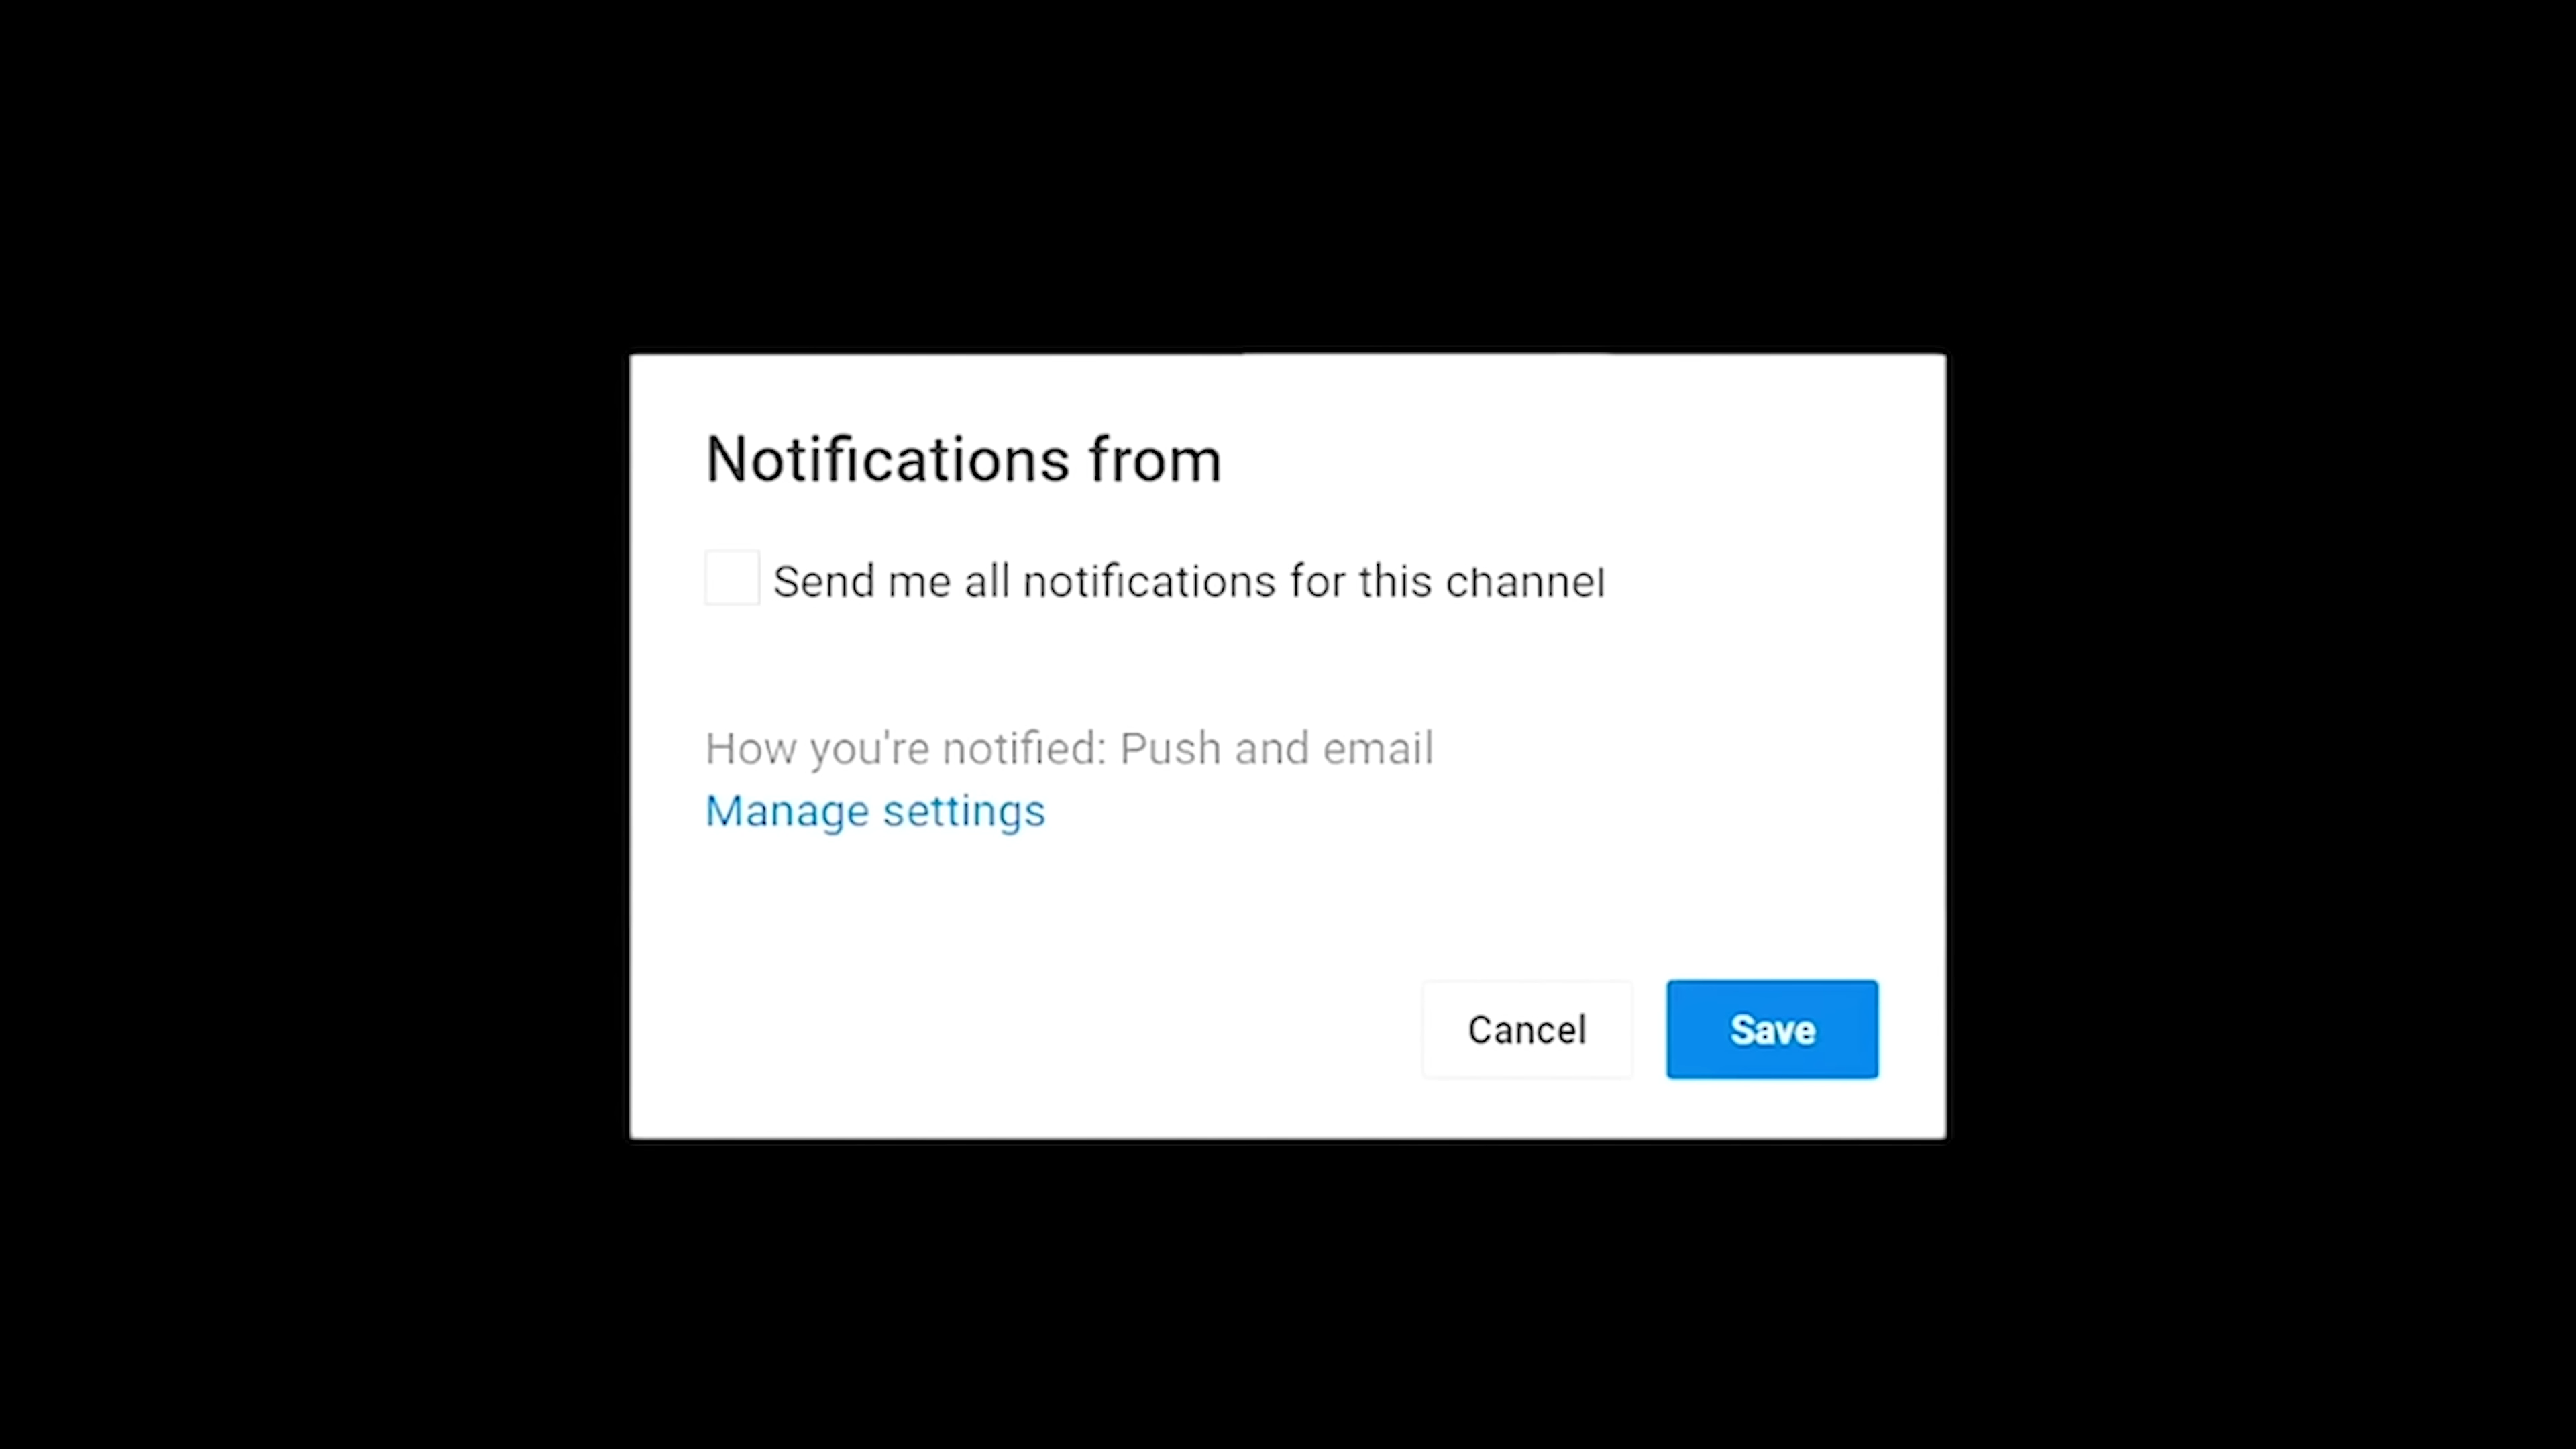 Notifications from
Send me all notifications for this channel
How you're notified: Push and email
Manage settings
Cancel
Save